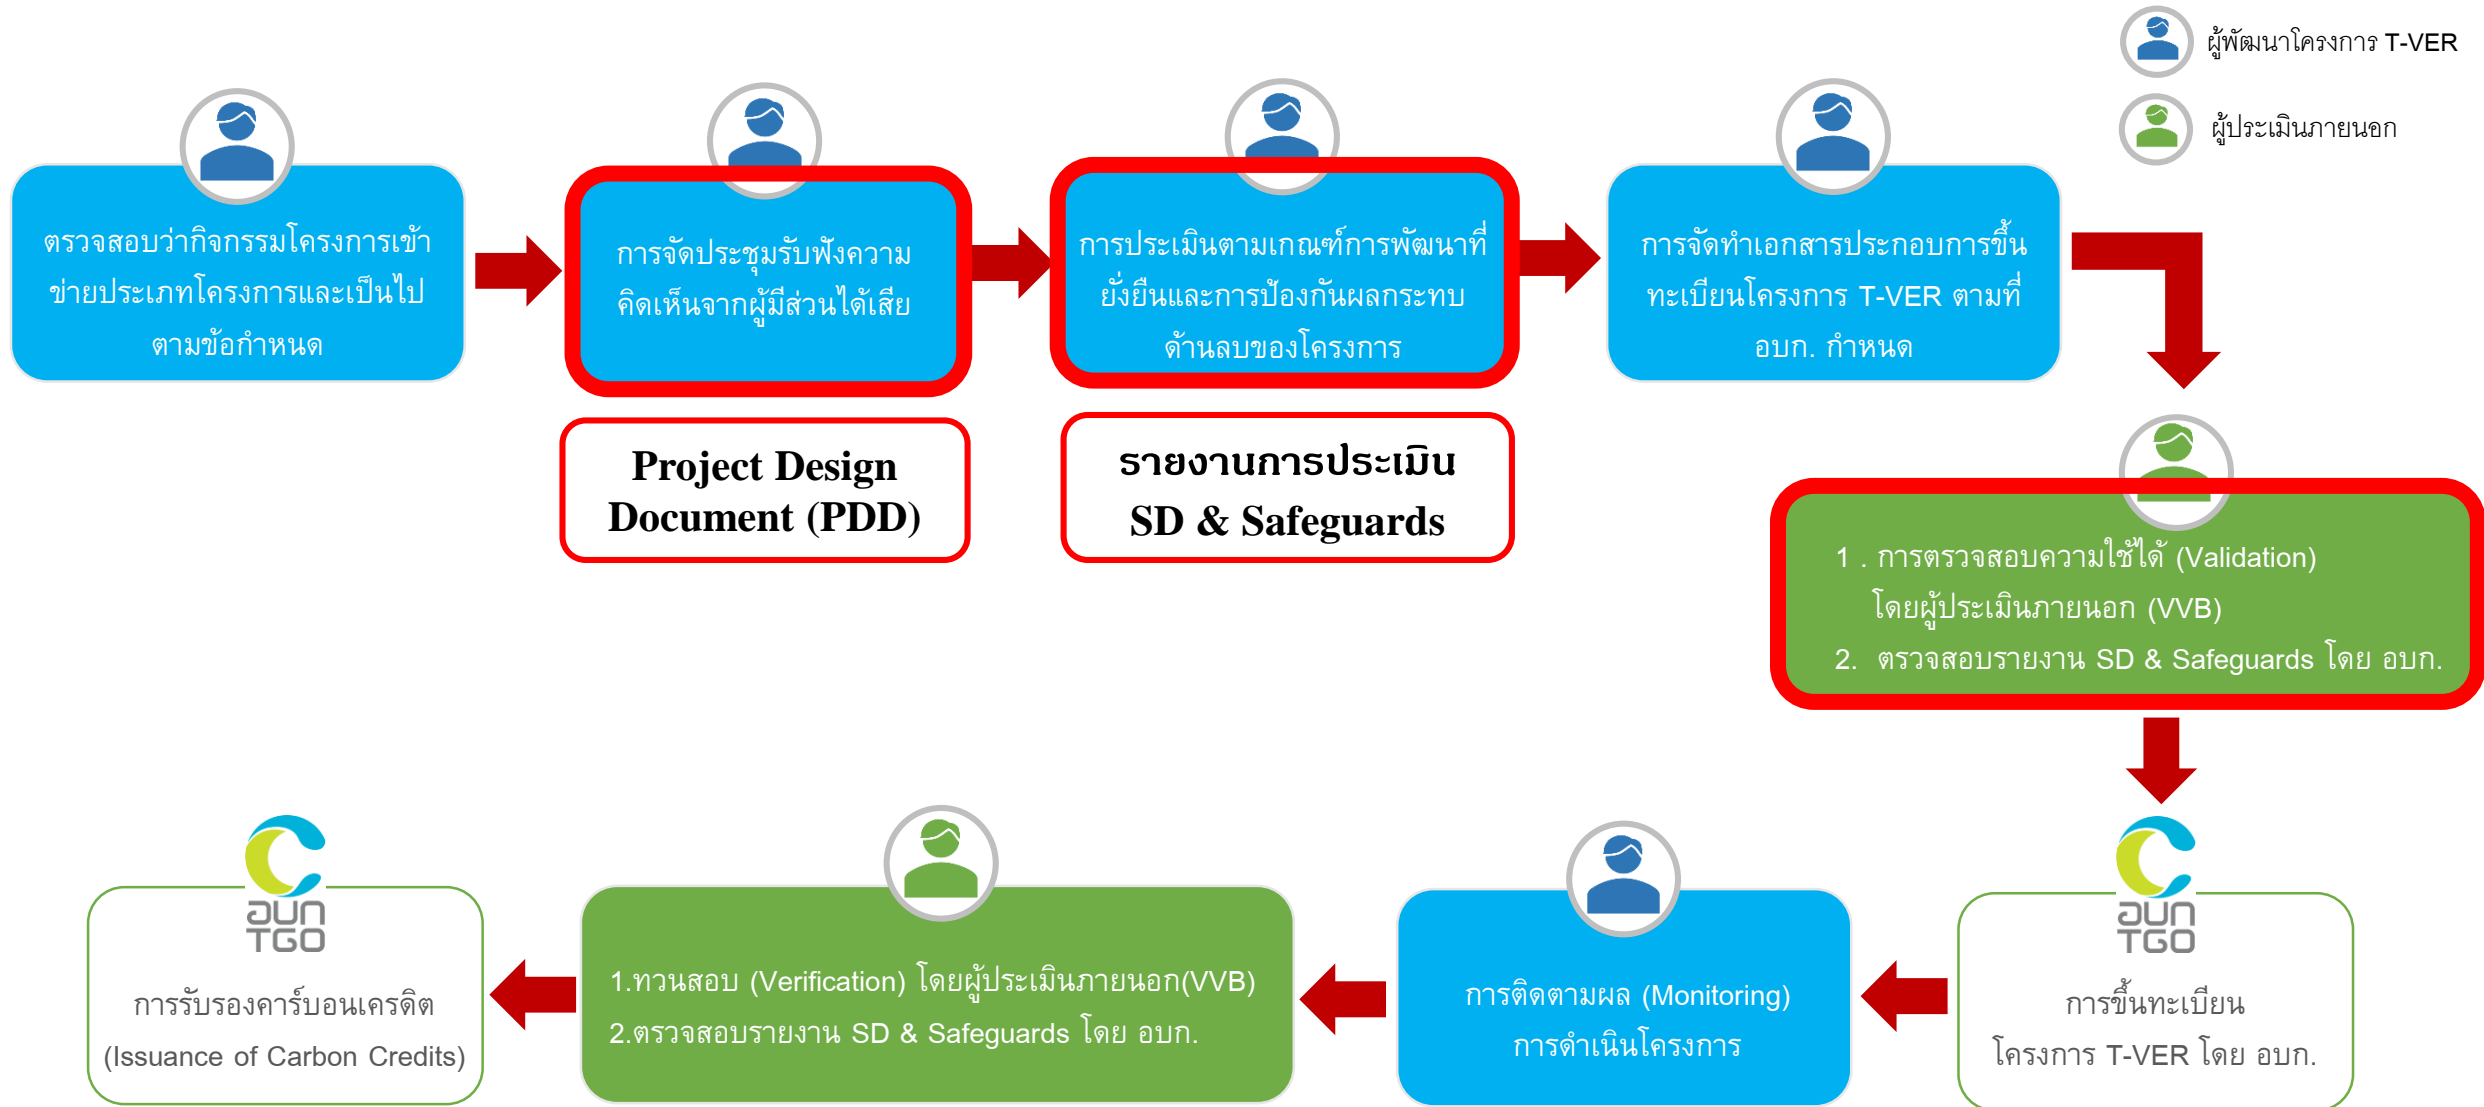 ผู้พัฒนาโครงการ T-VER
ผู้ประเมินภายนอก
ตรวจสอบว่ากิจกรรมโครงการเข้า
ข่ายประเภทโครงการและเป็นไป
ตามข้อกำหนด
การจัดประชุมรับฟังความ
คิดเห็นจากผู้มีส่วนได้เสีย
การประเมินตามเกณฑ์การพัฒนาที่
ยั่งยืนและการป้องกันผลกระทบ
ด้านลบของโครงการ
การจัดทำเอกสารประกอบการขึ้น
ทะเบียนโครงการ T-VER ตามที่
อบก. กำหนด
Project Design
Document (PDD)
รายงานการประเมิน
SD & Safeguards
1 . การตรวจสอบความใช้ได้ (Validation)
โดยผู้ประเมินภายนอก (VVB)
2. ตรวจสอบรายงาน SD & Safeguards โดย อบก.
อบก
TGO
การขึ้นทะเบียน
โครงการ T-VER โดย อบก.
การติดตามผล (Monitoring)
การดำเนินโครงการ
1.ทวนสอบ (Verification) โดยผู้ประเมินภายนอก(VVB)
2.ตรวจสอบรายงาน SD & Safeguards โดย อบก.
อบก
TGO
การรับรองคาร์บอนเครดิต
(Issuance of Carbon Credits)